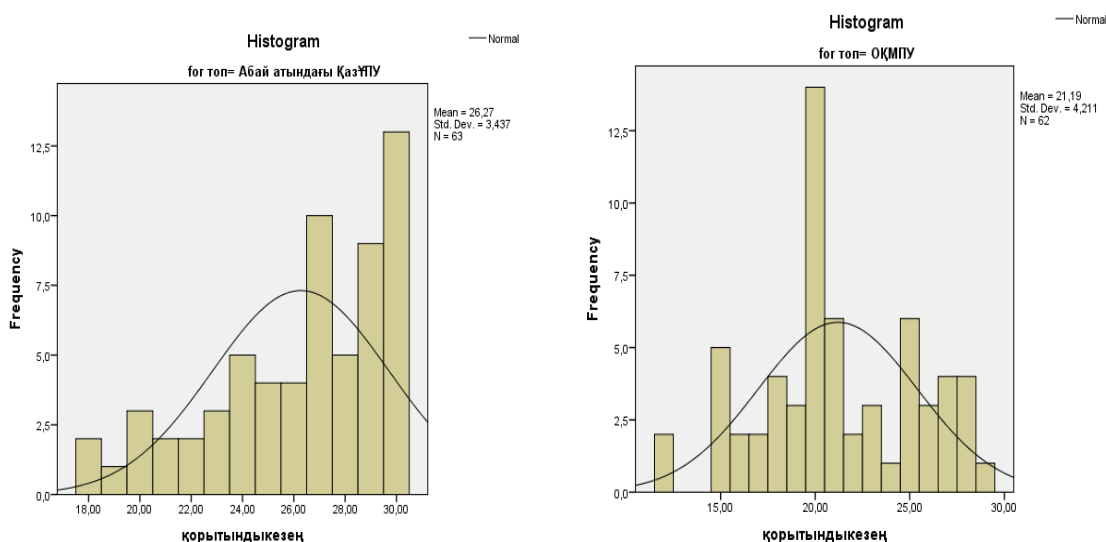 Histogram
Normal
for топ= Абай атындағы ҚазҰПУ
Mean = 26,27
Std. Dev. = 3,437
N = 63
Frequency
12,5
10,0
7,5
5,0
2,5
0,0
18,00 20,00 22,00 24,00 26,00 28,00 30,00
қорытындыкезең
Histogram
Normal
for топ= ОҚМПУ
Mean = 21,19
Std. Dev. = 4,211
N = 62
Frequency
12,5
10,0
7,5
5,0
2,5
0,0
15,00 20,00 25,00 30,00
қорытындыкезең